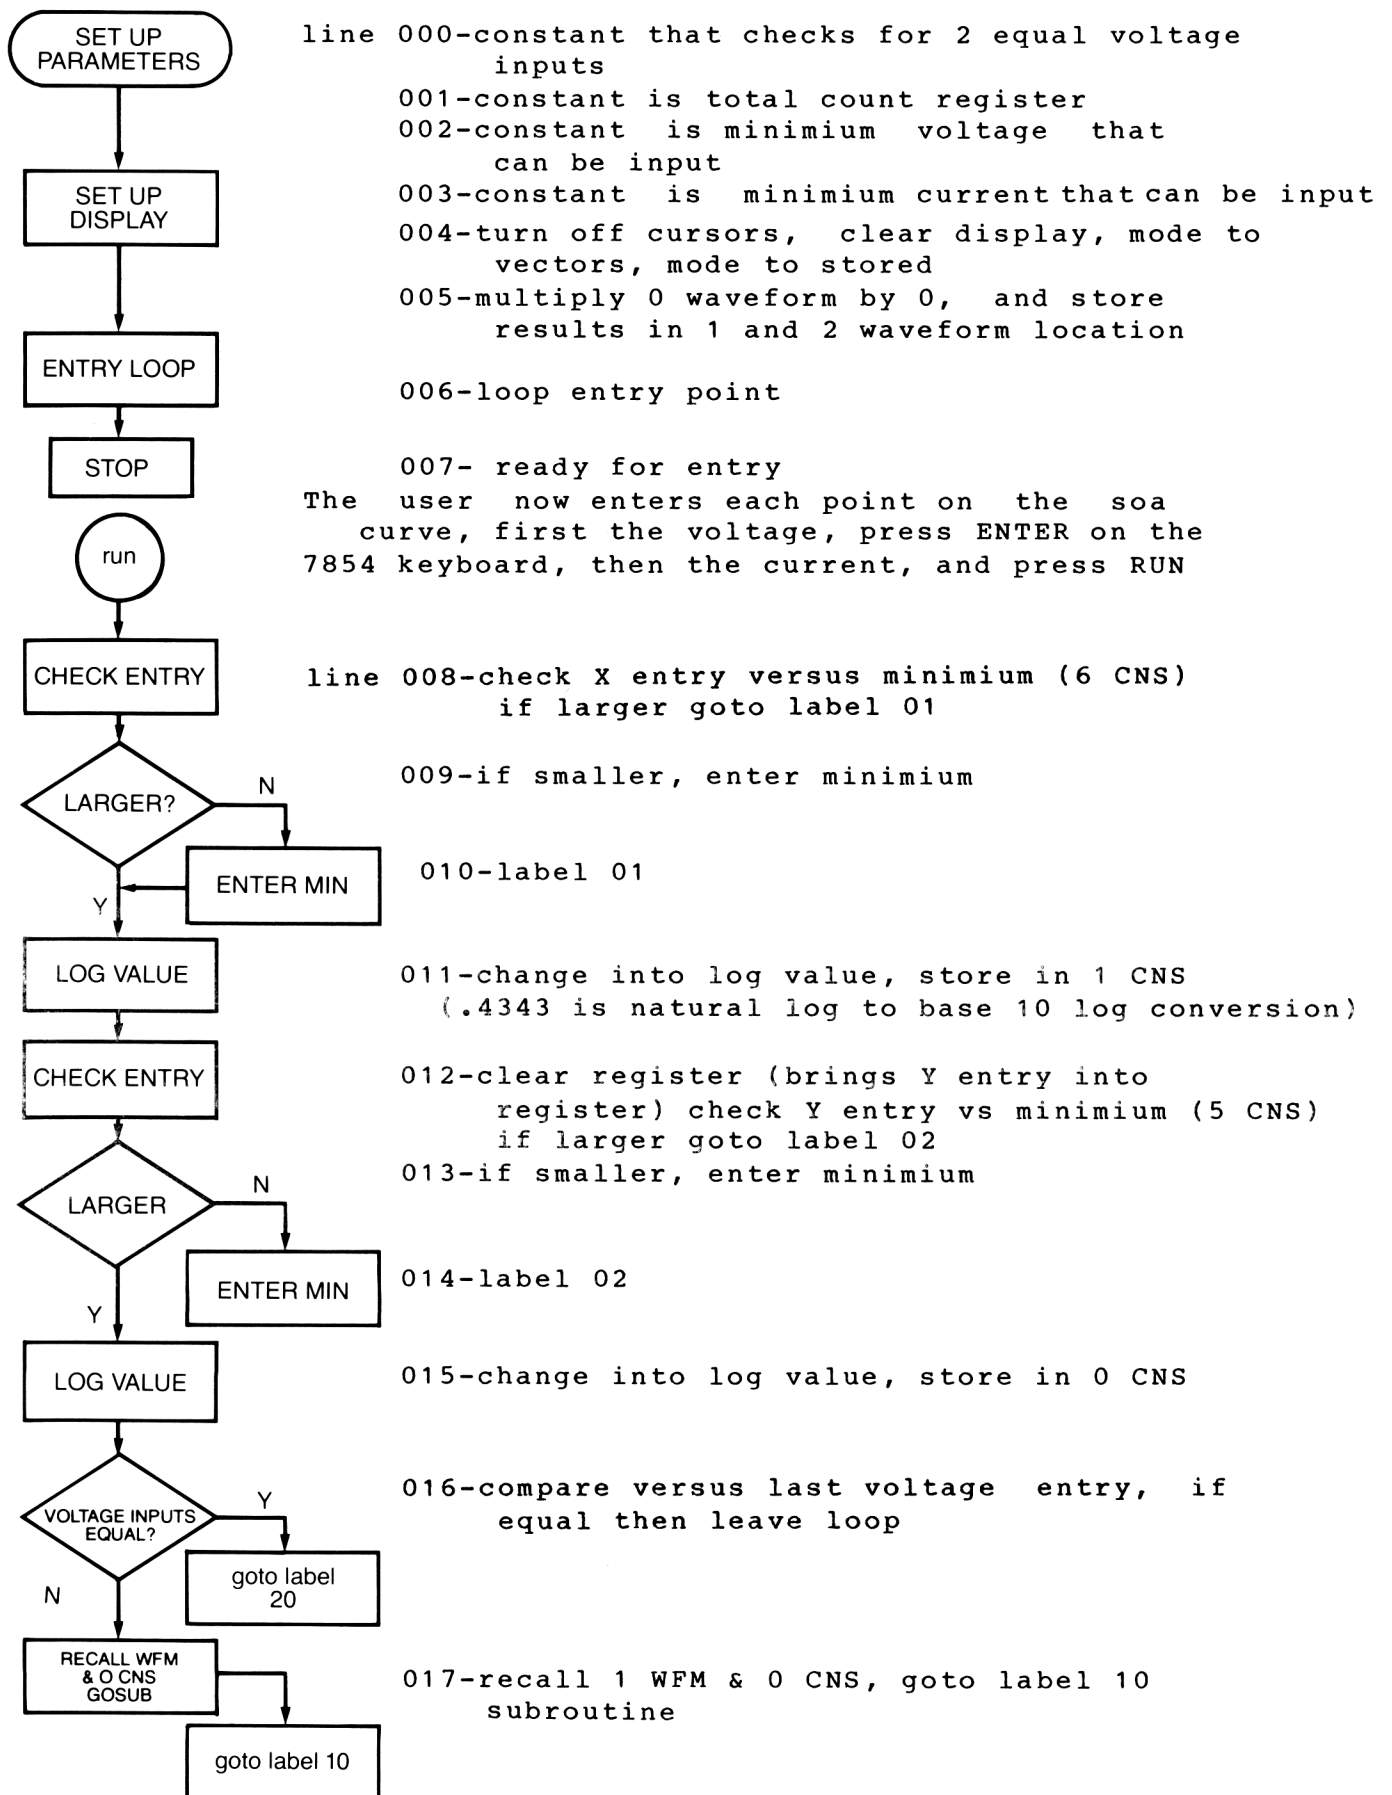 SET UP
PARAMETERS
line 000-constant that checks for 2 equal voltage
inputs
001-constant is total count register
002-constant is minimium voltage that
can be input
SET UP
DISPLAY
003-constant is minimium current that can be input
004-turn off cursors, clear display, mode to
vectors, mode to stored
005-multiply 0 waveform by 0, and store
results in 1 and 2 waveform location
ENTRY LOOP
006-loop entry point
STOP
007- ready for entry
The user now enters each point on the soa
curve, first the voltage, press ENTER on the
7854 keyboard, then the current, and press RUN
run
CHECK ENTRY
line 008-check X entry versus minimium (6 CNS)
if larger goto label 01
LARGER?
N
009-if smaller, enter minimium
ENTER MIN
Y
010-label 01
LOG VALUE
011-change into log value, store in 1 CNS
(.4343 is natural log to base 10 log conversion)
CHECK ENTRY
012-clear register (brings Y entry into
register) check Y entry vs minimium (5 CNS)
if larger goto label 02
013-if smaller, enter minimium
LARGER
N
ENTER MIN
Y
014-label 02
LOG VALUE
015-change into log value, store in 0 CNS
VOLTAGE INPUTS
EQUAL?
Y
016-compare versus last voltage entry, if
equal then leave loop
goto label
20
N
RECALL WFM
& O CNS
GOSUB
017-recall 1 WFM & 0 CNS, goto label 10
subroutine
goto label 10